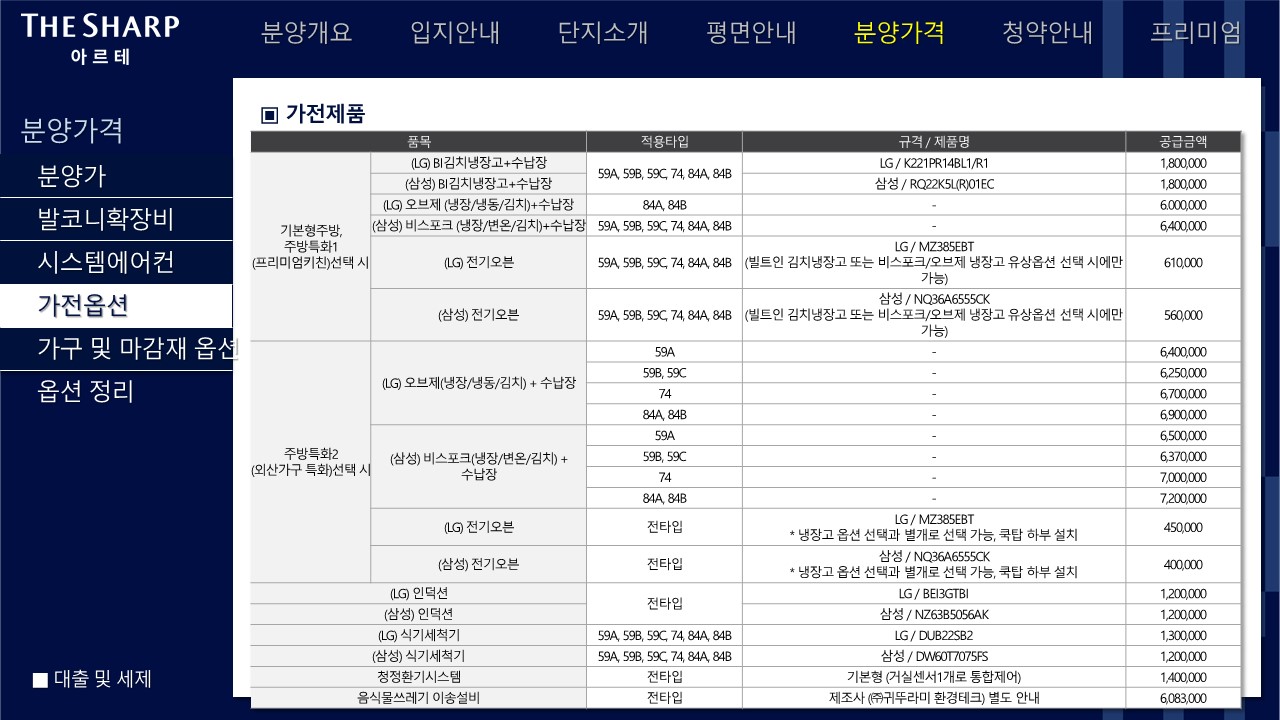 THE SHARP
아르테
분양개요 입지안내 단지소개 평면안내 분양가격 청약안내 프리미엄
분양가격
분양가
발코니확장비
시스템에어컨
가전옵션
가구 및 마감재 옵션
옵션 정리
■ 대출 및 세제
▣ 가전제품
품목 적용타입 규격 / 제품명 공급금액
기본형주방,
주방특화1
(프리미엄키친)선택 시
(LG) BI김치냉장고+수납장 59A, 59B, 59C, 74, 84A, 84B LG / K221PR14BL1/R1 1,800,000
(삼성) BI김치냉장고+수납장 삼성 / RQ22K5L(R)01EC 1,800,000
(LG) 오브제 (냉장/냉동/김치)+수납장 84A, 84B - 6.000,000
(삼성) 비스포크 (냉장/변온/김치)+수납장 59A, 59B, 59C, 74, 84A, 84B - 6,400,000
(LG) 전기오븐 59A, 59B, 59C, 74, 84A, 84B LG / MZ385EBT
(빌트인 김치냉장고 또는 비스포크/오브제 냉장고 유상옵션 선택 시에만
가능)
610,000
(삼성) 전기오븐 59A, 59B, 59C, 74, 84A, 84B 삼성 / NQ36A6555CK
(빌트인 김치냉장고 또는 비스포크/오브제 냉장고 유상옵션 선택 시에만
가능)
560,000
주방특화2
(외산가구 특화)선택 시
(LG) 오브제(냉장/냉동/김치) + 수납장
59A - 6,400,000
59B, 59C - 6,250,000
74 - 6,700,000
84A, 84B - 6,900,000
(삼성) 비스포크(냉장/변온/김치) +
수납장
59A - 6,500,000
59B, 59C - 6,370,000
74 - 7,000,000
84A, 84B - 7,200,000
(LG) 전기오븐 전타입 LG / MZ385EBT
* 냉장고 옵션 선택과 별개로 선택 가능, 쿡탑 하부 설치
450,000
(삼성) 전기오븐 전타입 삼성 / NQ36A6555CK
* 냉장고 옵션 선택과 별개로 선택 가능, 쿡탑 하부 설치
400,000
(LG) 인덕션 전타입 LG / BEI3GTBI 1,200,000
(삼성) 인덕션 삼성 / NZ63B5056AK 1,200,000
(LG) 식기세척기 59A, 59B, 59C, 74, 84A, 84B LG / DUB22SB2 1,300,000
(삼성) 식기세척기 59A, 59B, 59C, 74, 84A, 84B 삼성 / DW60T7075FS 1,200,000
청정환기시스템 전타입 기본형 (거실센서1개로 통합제어) 1,400,000
음식물쓰레기 이송설비 전타입 제조사 (㈜귀뚜라미 환경테크) 별도 안내 6,083,000